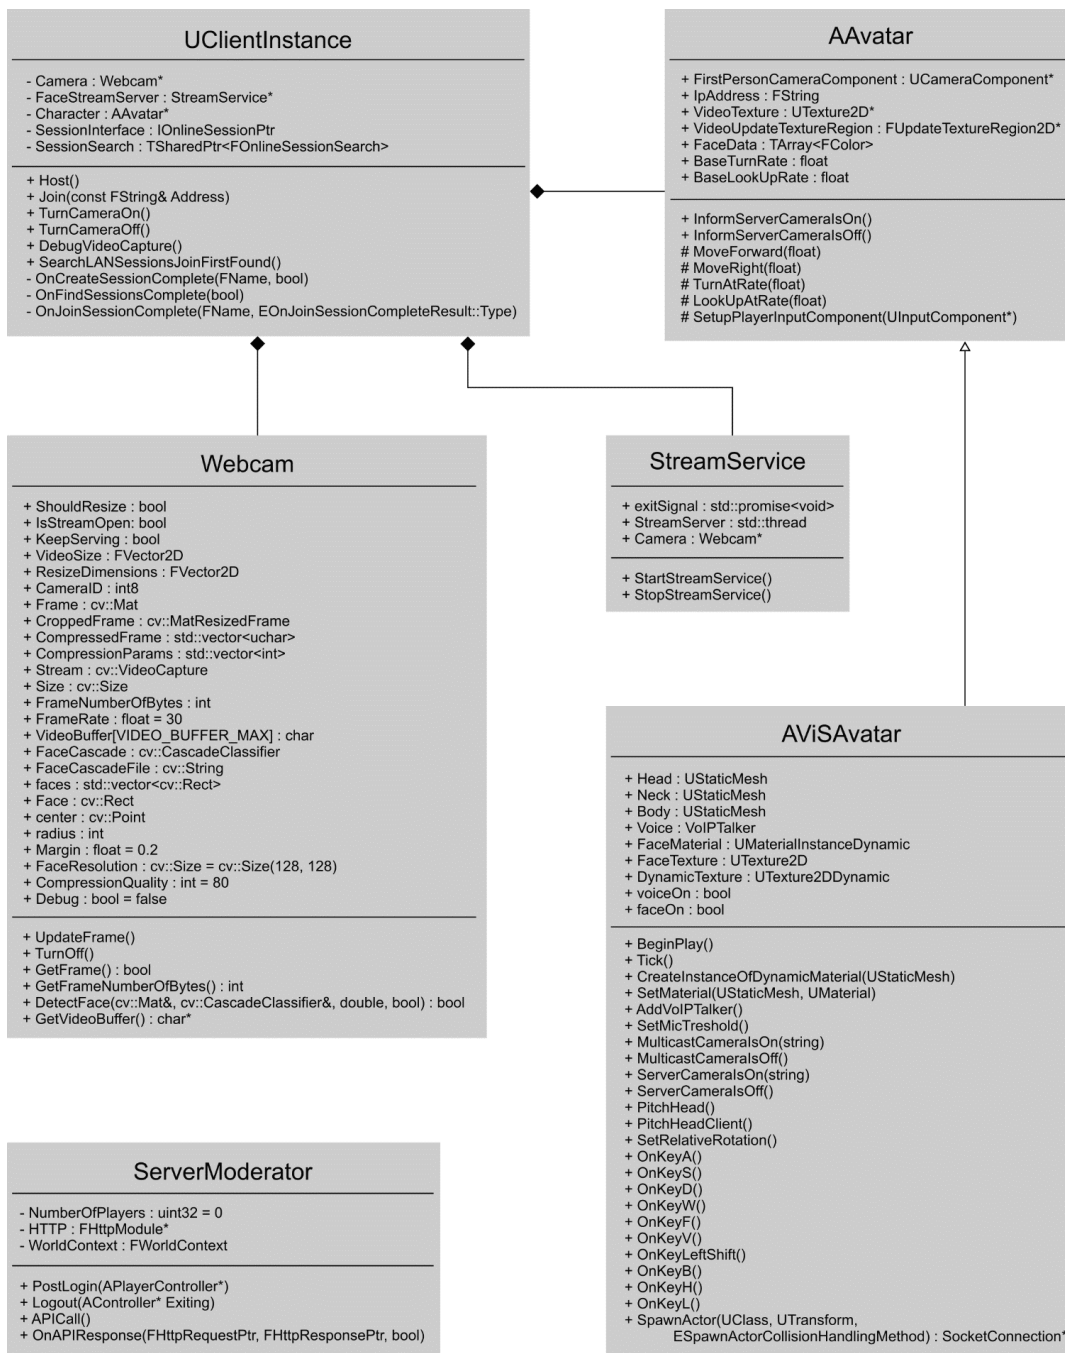 UClientInstance
- Camera : Webcam*
- FaceStreamServer : StreamService*
- Character : AAvatar*
- SessionInterface : IOnlineSessionPtr
- SessionSearch : TSharedPtr<FOnlineSessionSearch>
+ Host()
+ Join(const FString& Address)
+ TurnCameraOn()
+ TurnCameraOff()
+ DebugVideoCapture()
+ SearchLANSessionsJoinFirstFound()
- OnCreateSessionComplete(FName, bool)
- OnFindSessionsComplete(bool)
- OnJoinSessionComplete(FName, EOnJoinSessionCompleteResult::Type)
AAvatar
+ FirstPersonCameraComponent : UCameraComponent*
+ IpAddress : FString
+ VideoTexture : UTexture2D*
+ VideoUpdateTextureRegion : FUpdateTextureRegion2D*
+ FaceData : TArray<FColor>
+ BaseTurnRate : float
+ BaseLookUpRate : float
+ InformServerCameraIsOn()
+ InformServerCameraIsOff()
# MoveForward(float)
# MoveRight(float)
# TurnAtRate(float)
# LookUpAtRate(float)
# SetupPlayerInputComponent(UInputComponent*)
Webcam
+ ShouldResize : bool
+ IsStreamOpen: bool
+ KeepServing : bool
+ VideoSize : FVector2D
+ ResizeDimensions : FVector2D
+ CameraID : int8
+ Frame : cv::Mat
+ CroppedFrame : cv::MatResizedFrame
+ CompressedFrame : std::vector<uchar>
+ CompressionParams : std::vector<int>
+ Stream : cv::VideoCapture
+ Size : cv::Size
+ FrameNumberOfBytes : int
+ FrameRate : float = 30
+ VideoBuffer[VIDEO_BUFFER_MAX] : char
+ FaceCascade : cv::CascadeClassifier
+ FaceCascadeFile : cv::String
+ faces : std::vector<cv::Rect>
+ Face : cv::Rect
+ center : cv::Point
+ radius : int
+ Margin : float = 0.2
+ FaceResolution : cv::Size = cv::Size(128, 128)
+ CompressionQuality : int = 80
+ Debug : bool = false
+ UpdateFrame()
+ TurnOff()
+ GetFrame() : bool
+ GetFrameNumberOfBytes() : int
+ DetectFace(cv::Mat&, cv::CascadeClassifier&, double, bool) : bool
+ GetVideoBuffer() : char*
StreamService
+ exitSignal : std::promise<void>
+ StreamServer : std::thread
+ Camera : Webcam*
+ StartStreamService()
+ StopStreamService()
AViSAvatar
+ Head : UStaticMesh
+ Neck : UStaticMesh
+ Body : UStaticMesh
+ Voice : VoIPTalker
+ FaceMaterial : UMaterialInstanceDynamic
+ FaceTexture : UTexture2D
+ DynamicTexture : UTexture2DDynamic
+ voiceOn : bool
+ faceOn : bool
+ BeginPlay()
+ Tick()
+ CreateInstanceOfDynamicMaterial(UStaticMesh)
+ SetMaterial(UStaticMesh, UMaterial)
+ AddVoIPTalker()
+ SetMicTreshold()
+ MulticastCameraIsOn(string)
+ MulticastCameraIsOff()
+ ServerCameraIsOn(string)
+ ServerCameraIsOff()
+ PitchHead()
+ PitchHeadClient()
+ SetRelativeRotation()
+ OnKeyA()
+ OnKeyS()
+ OnKeyD()
+ OnKeyW()
+ OnKeyF()
+ OnKeyV()
+ OnKeyLeftShift()
+ OnKeyB()
+ OnKeyH()
+ OnKeyL()
+ SpawnActor(UClass, UTransform,
ESpawnActorCollisionHandlingMethod) : SocketConnection*
ServerModerator
- NumberOfPlayers : uint32 = 0
- HTTP : FHttpModule*
- WorldContext : FWorldContext
+ PostLogin(APlayerController*)
+ Logout(AController* Exiting)
+ APICall()
+ OnAPIResponse(FHttpRequestPtr, FHttpResponsePtr, bool)